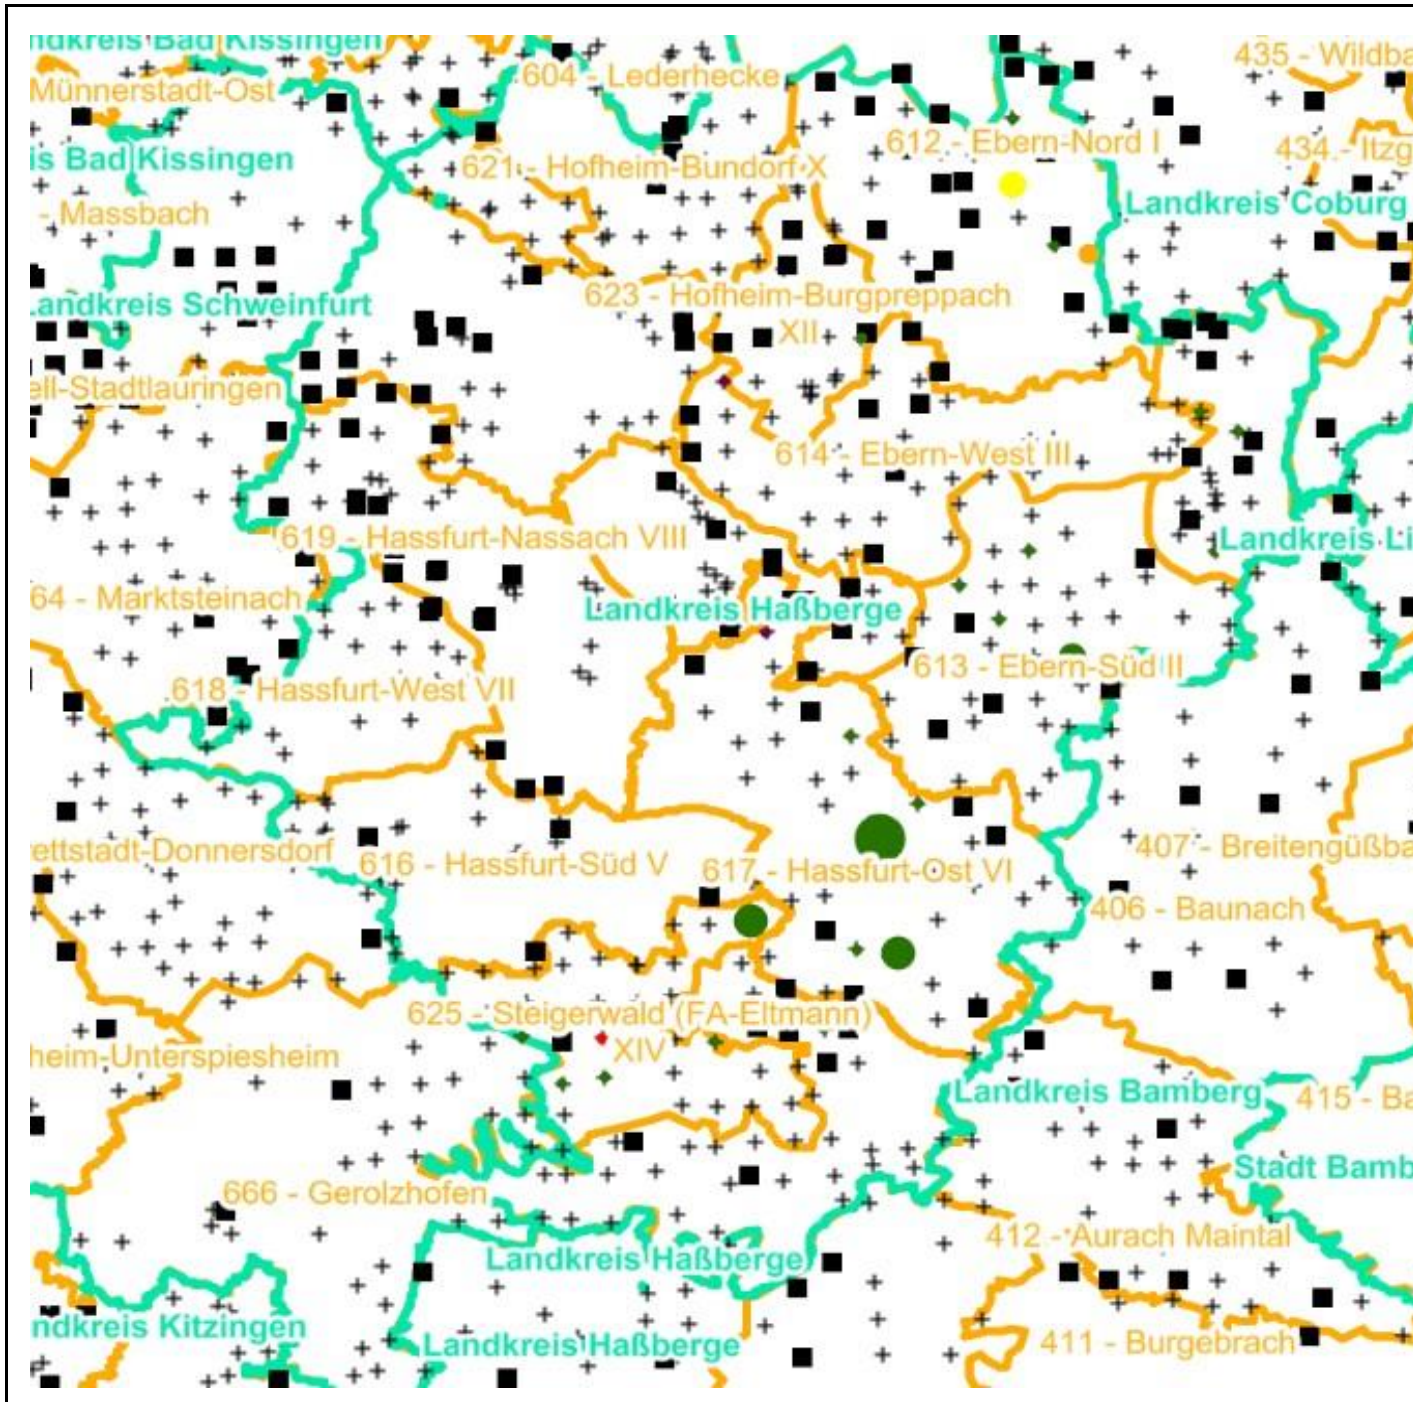 ndkreis Bad Kissingen
435 - Wildba
604 - Lederhecke
Münnerstadt-Ost
612 - Ebern-Nord I
434 - Itzg
is Bad Kissingen
621 - Hofheim-Bundorf X
- Massbach
Landkreis Coburg
623 - Hofheim-Burgpreppach
XII
Landkreis Schweinfurt
ell-Stadtlauringen
614 - Ebern-West III
619 - Hassfurt-Nassach VIII
Landkreis Li
64 - Marktsteinach
Landkreis Haßberge
613 - Ebern-Süd II
618 - Hassfurt-West VII
rettstadt-Donnersdorf
616 - Hassfurt-Süd V
617 - Hassfurt-Ost VI
407 - Breitengüßba
406 - Baunach
625 - Steigerwald (FA-Eltmann)
XIV
heim-Unterspiesheim
Landkreis Bamberg
415 - Ba
Stadt Bamb
666 - Gerolzhofen
412 - Aurach Maintal
Landkreis Haßberge
ndkreis Kitzingen
Landkreis Haßberge
411 - Burgebrach